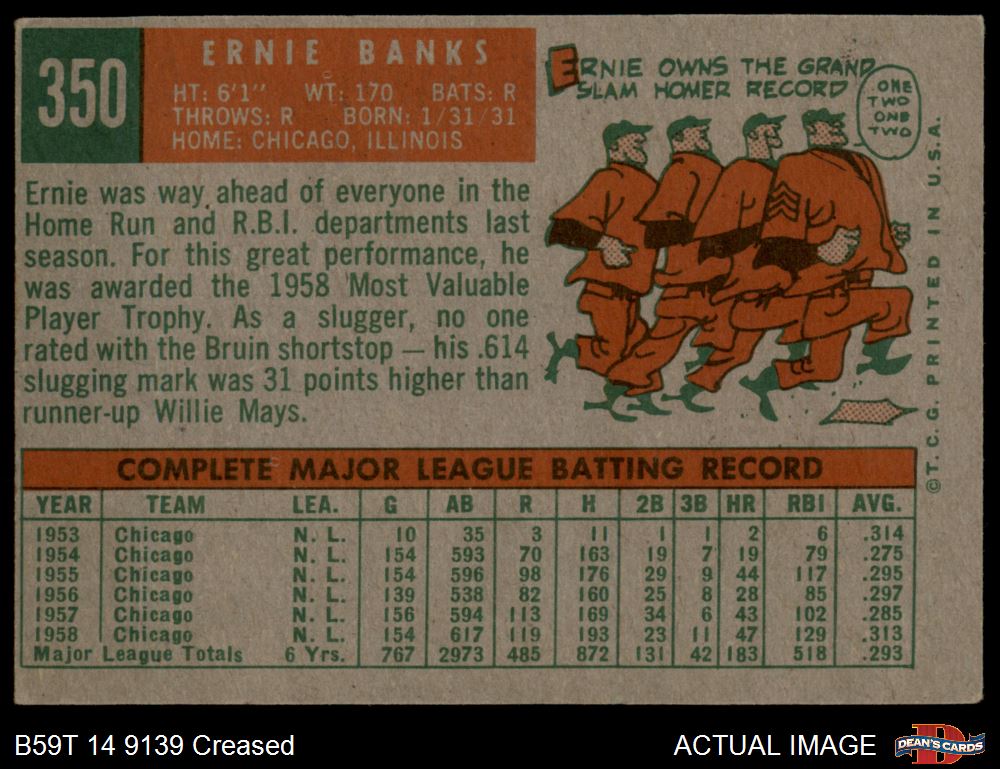 350
ERNIE BANKS
HT: 6'1" WT: 170 BATS: R
THROWS: R BORN: 1/31/31
HOME: CHICAGO, ILLINOIS
ERNIE OWNS THE GRAND
SLAM HOMER RECORD
ONE
TWO
ONE
TWO
Ernie was way ahead of everyone in the
Home Run and R.B.I. departments last
season. For this great performance, he
was awarded the 1958 Most Valuable
Player Trophy. As a slugger, no one
rated with the Bruin shortstop — his .614
slugging mark was 31 points higher than
runner-up Willie Mays.
©T. C. G. PRINTED IN U.S.A.
COMPLETE MAJOR LEAGUE BATTING RECORD
YEAR TEAM LEA. G AB R H 2B 3B HR RBI AVG.
1953 Chicago N. L. 10 35 3 11 1 1 2 6 .314
1954 Chicago N. L. 154 593 70 163 19 7 19 79 .275
1955 Chicago N. L. 154 596 98 176 29 9 44 117 .295
1956 Chicago N. L. 139 538 82 160 25 8 28 85 .297
1957 Chicago N. L. 156 594 113 169 34 6 43 102 .285
1958 Chicago N. L. 154 617 119 193 23 11 47 129 .313
Major League Totals 6 Yrs. 767 2973 485 872 131 42 183 518 .293
B59T 14 9139 Creased
ACTUAL IMAGE
DEAN'S CARDS